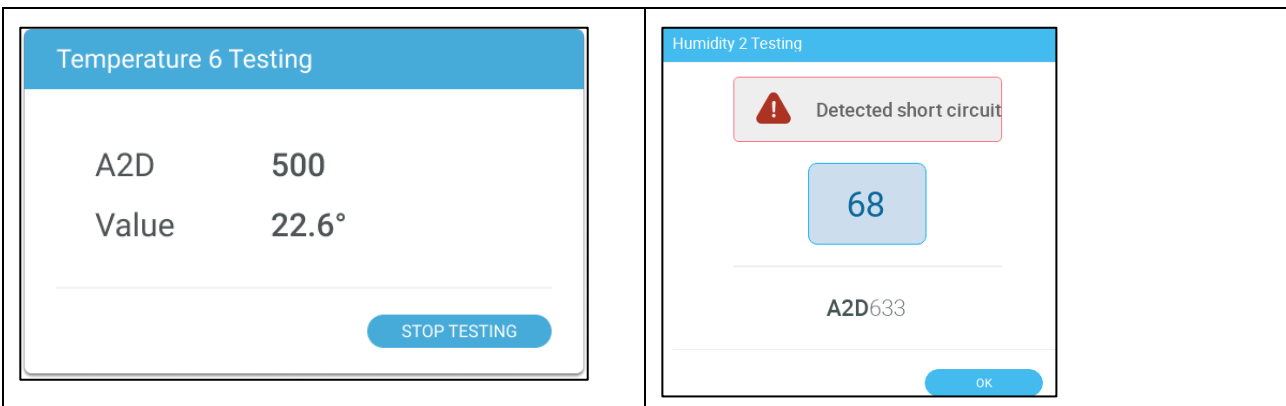 Temperature 6 Testing
A2D 500
Value 22.6°
STOP TESTING
Humidity 2 Testing
Detected short circuit
68
A2D633
OK